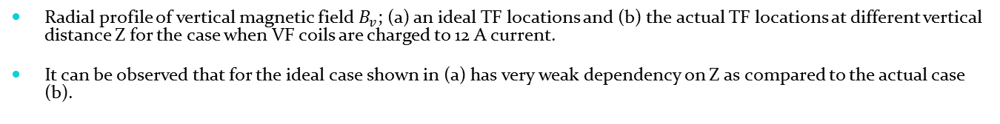 • Radial profile of vertical magnetic field Bᵥ; (a) an ideal TF locations and (b) the actual TF locations at different vertical
distance Z for the case when VF coils are charged to 12 A current.
• It can be observed that for the ideal case shown in (a) has very weak dependency on Z as compared to the actual case
(b).